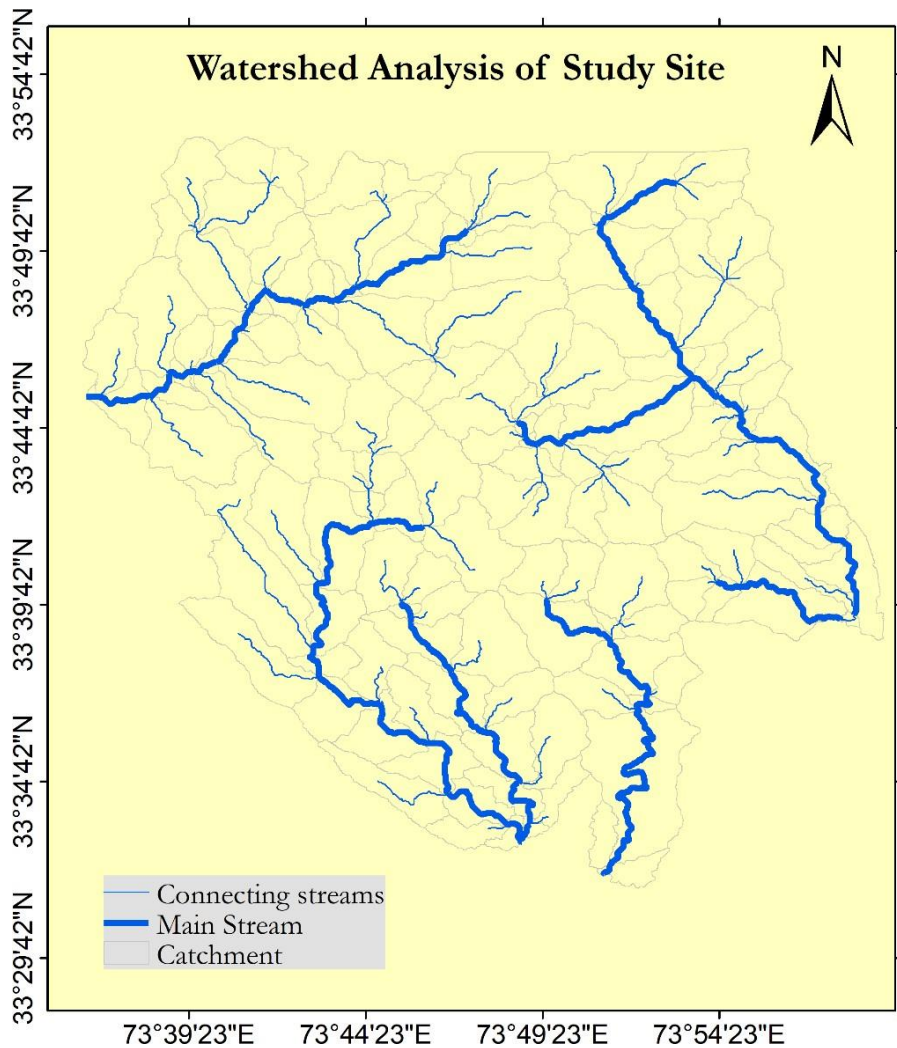 Watershed Analysis of Study Site
N
33°54'42"N
33°49'42"N
33°44'42"N
33°39'42"N
33°34'42"N
33°29'42"N
Connecting streams
Main Stream
Catchment
73°39'23"E
73°44'23"E
73°49'23"E
73°54'23"E